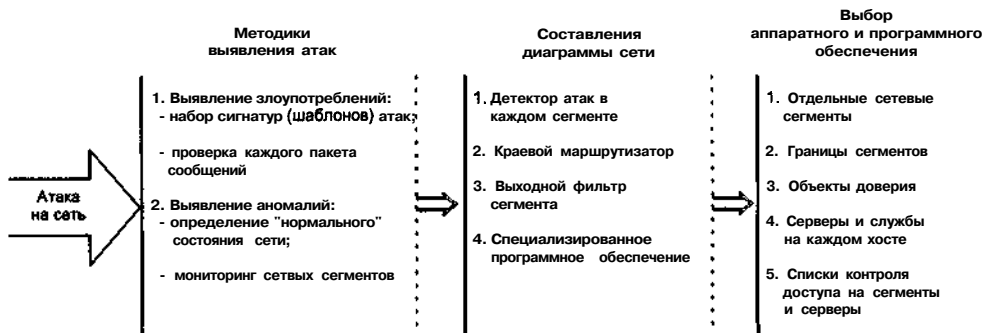 Атака
на сеть
Методики
выявления атак
1. Выявление злоупотреблений:
- набор сигнатур (шаблонов) атак;
- проверка каждого пакета
сообщений
2. Выявление аномалий:
- определение "нормального"
состояния сети;
- мониторинг сетвых сегментов
Составления
диаграммы сети
1. Детектор атак в
каждом сегменте
2. Краевой маршрутизатор
3. Выходной фильтр
сегмента
4. Специализированное
программное обеспечение
Выбор
аппаратного и программного
обеспечения
1. Отдельные сетевые
сегменты
2. Границы сегментов
3. Объекты доверия
4. Серверы и службы
на каждом хосте
5. Списки контроля
доступа на сегменты
и серверы